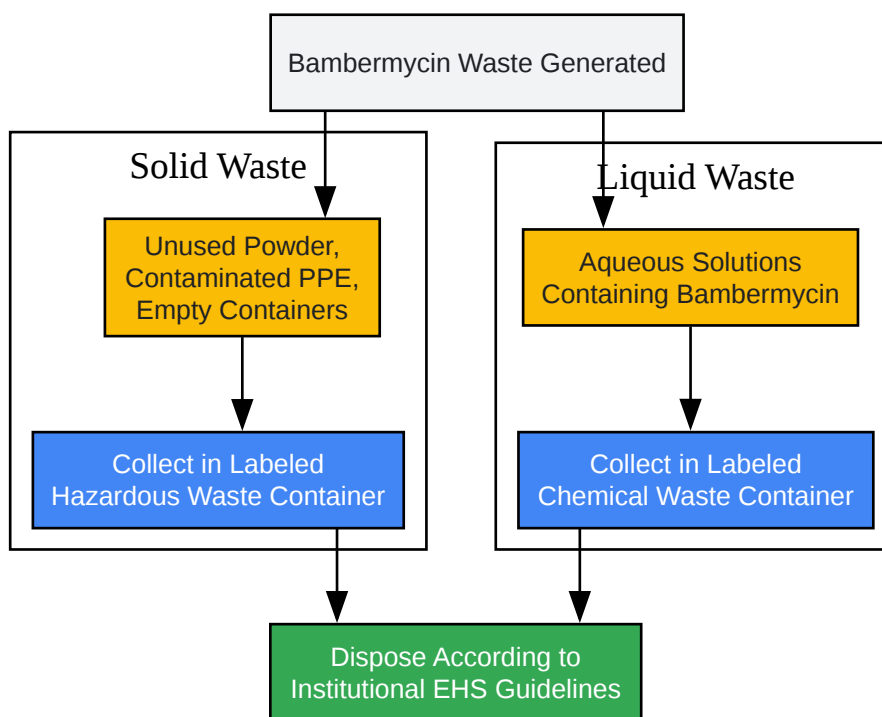 Bambermycin Waste Generated
Solid Waste
Unused Powder,
Contaminated PPE,
Empty Containers
Collect in Labeled
Hazardous Waste Container
Liquid Waste
Aqueous Solutions
Containing Bambermycin
Collect in Labeled
Chemical Waste Container
Dispose According to
Institutional EHS Guidelines